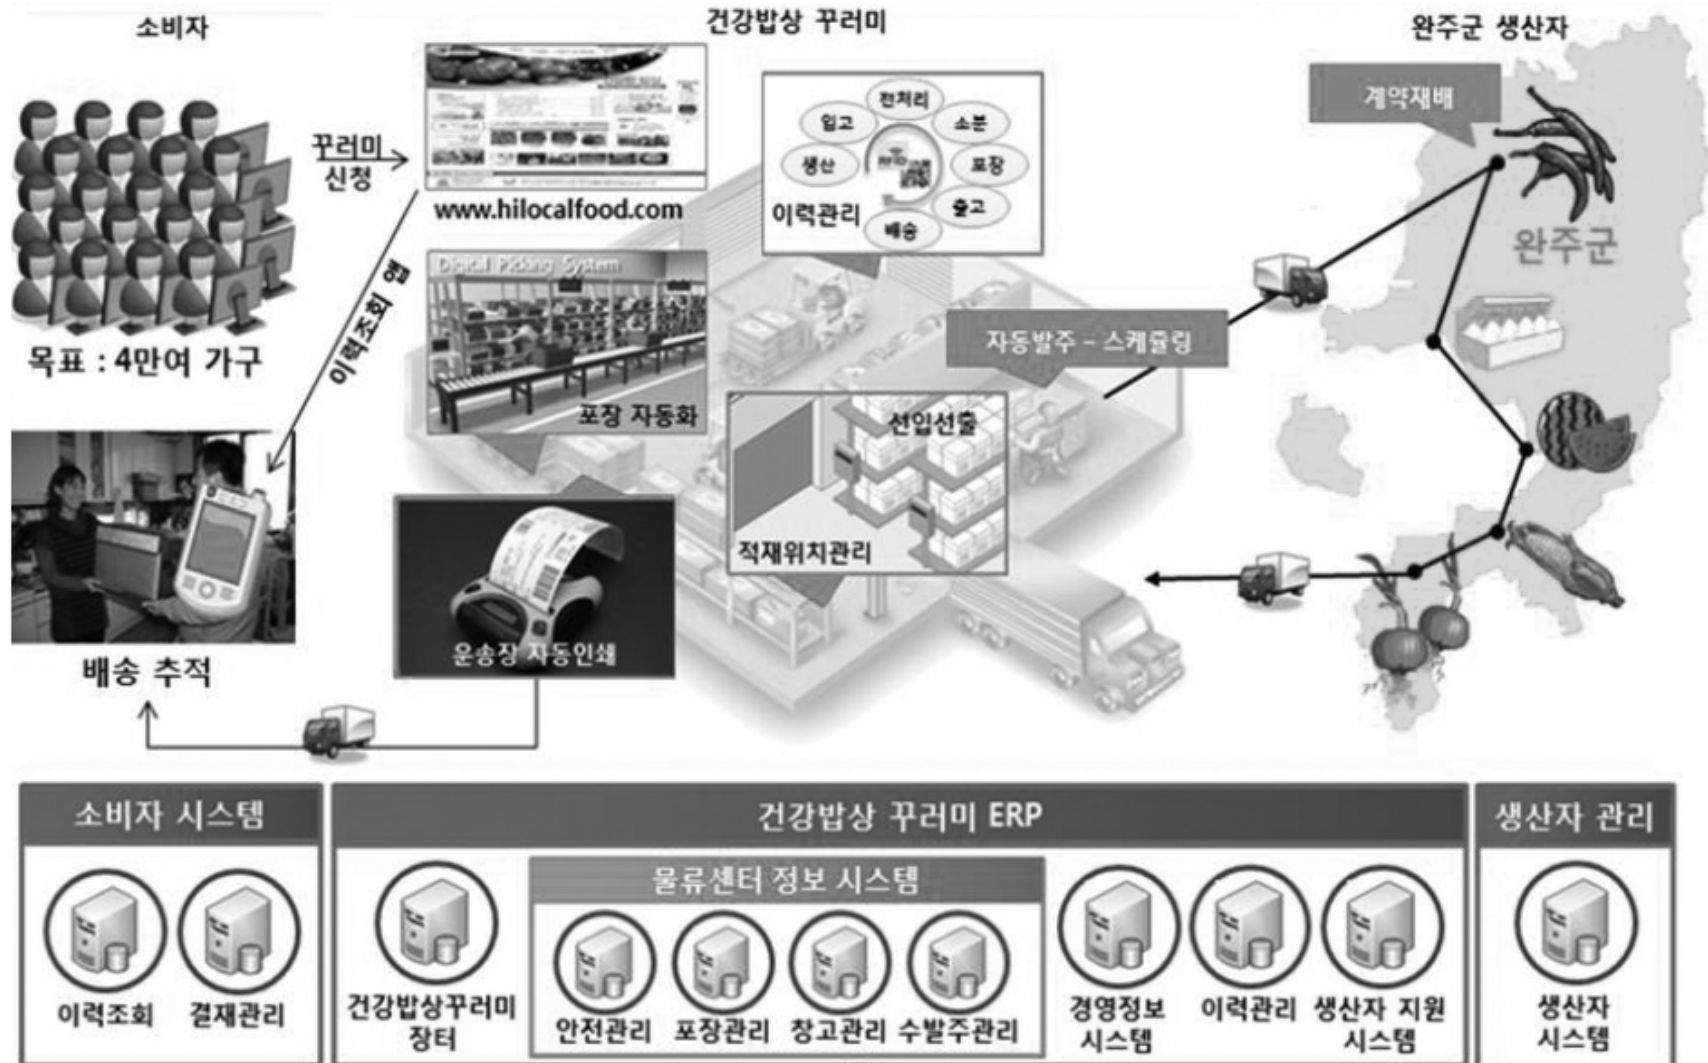 소비자
건강밥상 꾸러미
완주군 생산자
꾸러미
신청
www.hilocalfood.com
전처리
입고
소분
생산
RFID
포장
이력관리
출고
배송
계약재배
완주군
이력조회 앱
목표 : 4만여 가구
Digital Picking System
포장 자동화
자동발주 – 스케쥴링
선입선출
적재위치관리
운송장 자동인쇄
배송 추적
소비자 시스템
이력조회
결재관리
건강밥상 꾸러미 ERP
건강밥상꾸러미
장터
물류센터 정보 시스템
안전관리
포장관리
창고관리
수발주관리
경영정보
시스템
이력관리
생산자 지원
시스템
생산자 관리
생산자
시스템